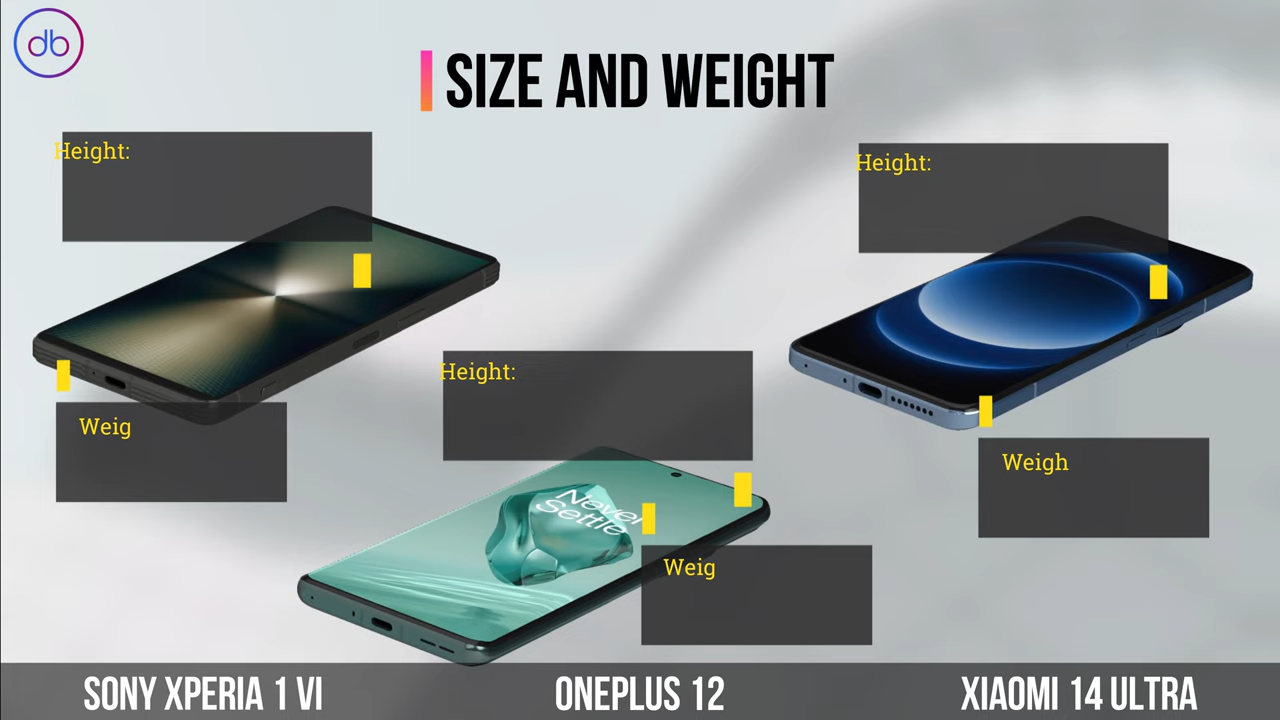 db
SIZE AND WEIGHT
Height:
Height:
Weig
Height:
Never
Settle
Weigh
Weig
SONY XPERIA 1 VI
ONEPLUS 12
XIAOMI 14 ULTRA